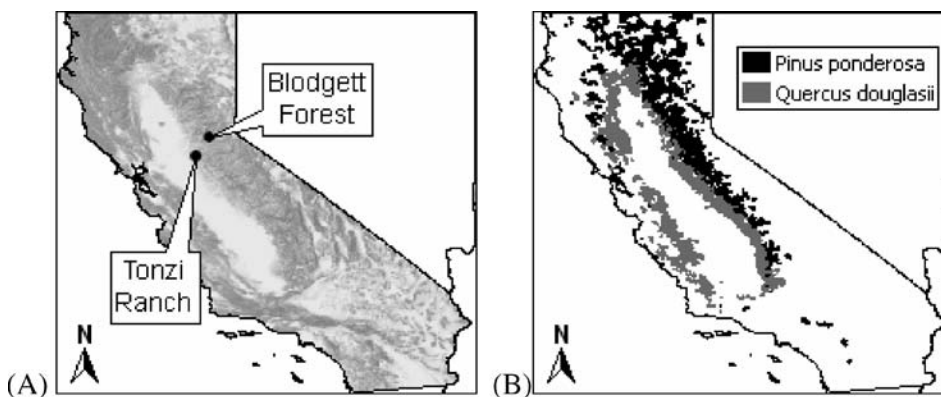 Blodgett
Forest
Tonzi
Ranch
N
(A)
Pinus ponderosa
Quercus douglasii
N
(B)